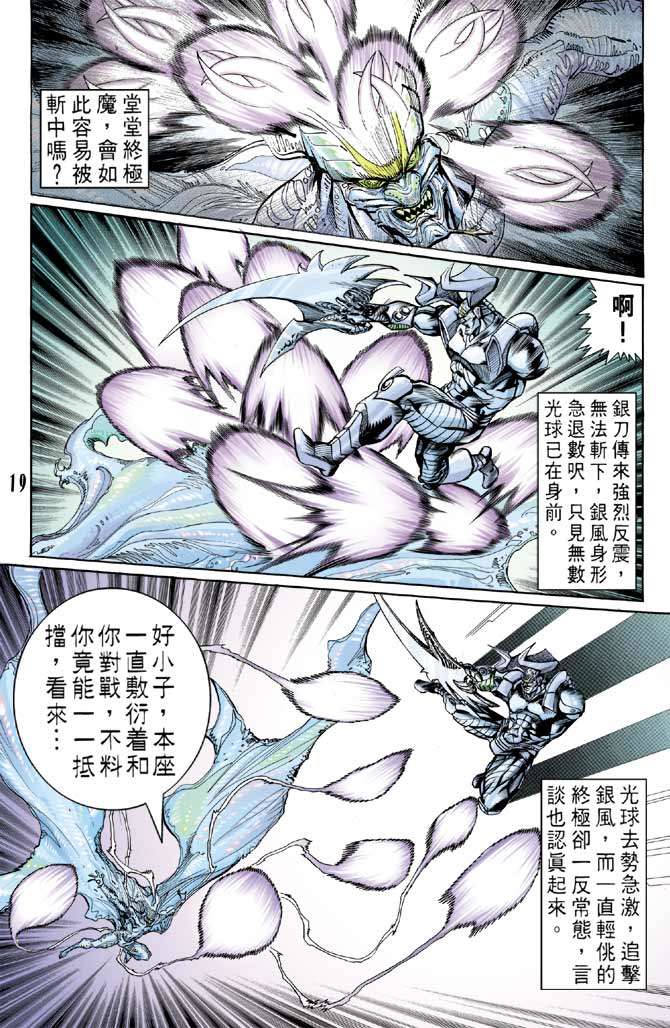 堂堂終極
魔，會如
此容易被
斬中嗎？
啊！
銀刀傳來強烈反震，
無法斬下，銀風身形
急退數呎，只見無數
光球已在身前。
19
好小子，本座
一直敷衍着和
你對戰，不料
你竟能一一抵
擋，看來…
光球去勢急激，追擊
銀風，而一直輕佻的
終極卻一反常態，言
談也認眞起來。